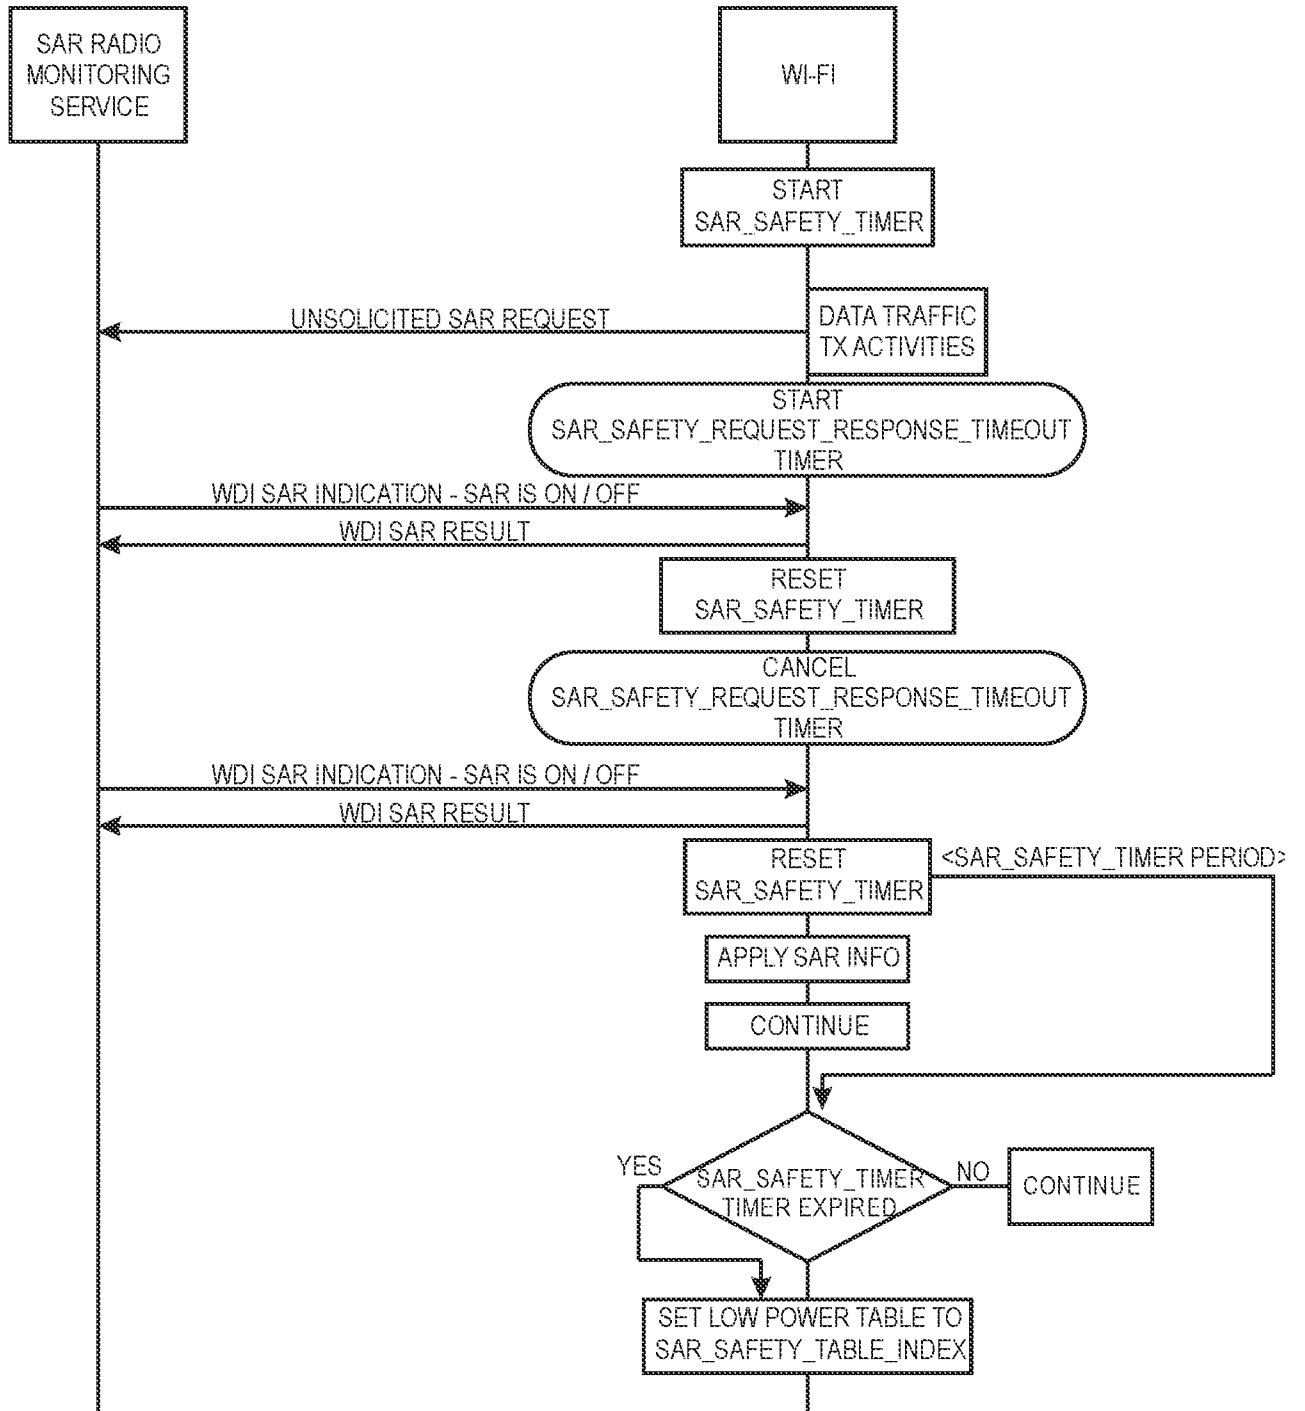 SAR RADIO
MONITORING
SERVICE
WI-FI
START
SAR_SAFETY_TIMER
UNSOLICITED SAR REQUEST
DATA TRAFFIC
TX ACTIVITIES
START
SAR_SAFETY_REQUEST_RESPONSE_TIMEOUT
TIMER
WDI SAR INDICATION - SAR IS ON / OFF
WDI SAR RESULT
RESET
SAR_SAFETY_TIMER
CANCEL
SAR_SAFETY_REQUEST_RESPONSE_TIMEOUT
TIMER
WDI SAR INDICATION - SAR IS ON / OFF
WDI SAR RESULT
RESET
SAR_SAFETY_TIMER
<SAR_SAFETY_TIMER PERIOD>
APPLY SAR INFO
CONTINUE
YES
SAR_SAFETY_TIMER
TIMER EXPIRED
NO
CONTINUE
SET LOW POWER TABLE TO
SAR_SAFETY_TABLE_INDEX